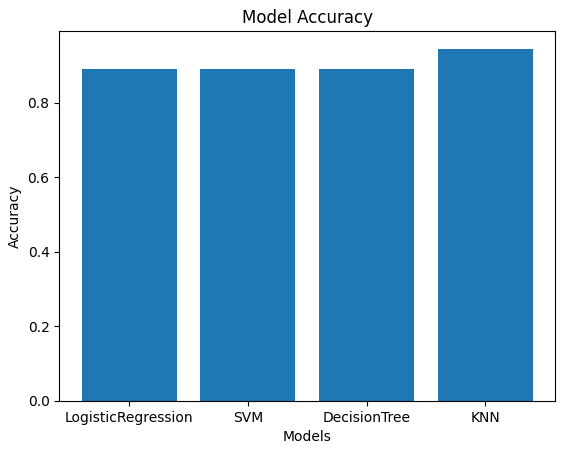 Model Accuracy
Accuracy
0.8
0.6
0.4
0.2
0.0
LogisticRegression SVM DecisionTree KNN
Models